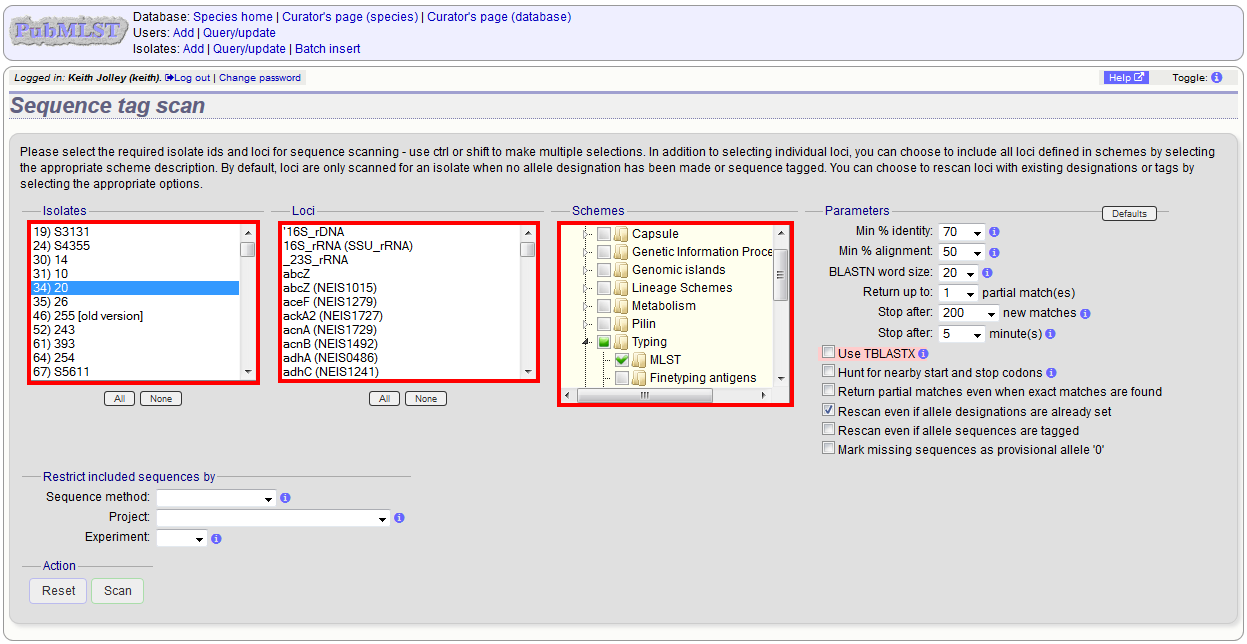 PubMLST
Database: Species home | Curator's page (species) | Curator's page (database)
Users: Add | Query/update
Isolates: Add | Query/update | Batch insert
Logged in: Keith Jolley (keith). Log out | Change password
Help
Toggle:
Sequence tag scan
Please select the required isolate ids and loci for sequence scanning - use ctrl or shift to make multiple selections. In addition to selecting individual loci, you can choose to include all loci defined in schemes by selecting
the appropriate scheme description. By default, loci are only scanned for an isolate when no allele designation has been made or sequence tagged. You can choose to rescan loci with existing designations or tags by
selecting the appropriate options.
Isolates
19) S3131
24) S4355
30) 14
31) 10
34) 20
35) 26
46) 255 [old version]
52) 243
61) 393
64) 254
67) S5611
All
None
Loci
'16S_rDNA
16S_rRNA (SSU_rRNA)
_23S_rRNA
abcZ
abcZ (NEIS1015)
aceF (NEIS1279)
ackA2 (NEIS1727)
acnA (NEIS1729)
acnB (NEIS1492)
adhA (NEIS0486)
adhC (NEIS1241)
All
None
Schemes
Capsule
Genetic Information Proce
Genomic islands
Lineage Schemes
Metabolism
Pilin
Typing
MLST
Finetyping antigens
Parameters
Defaults
Min % identity: 70
Min % alignment: 50
BLASTN word size: 20
Return up to: 1 partial match(es)
Stop after: 200 new matches
Stop after: 5 minute(s)
Use TBLASTX
Hunt for nearby start and stop codons
Return partial matches even when exact matches are found
Rescan even if allele designations are already set
Rescan even if allele sequences are tagged
Mark missing sequences as provisional allele '0'
Restrict included sequences by
Sequence method:
Project:
Experiment:
Action
Reset
Scan